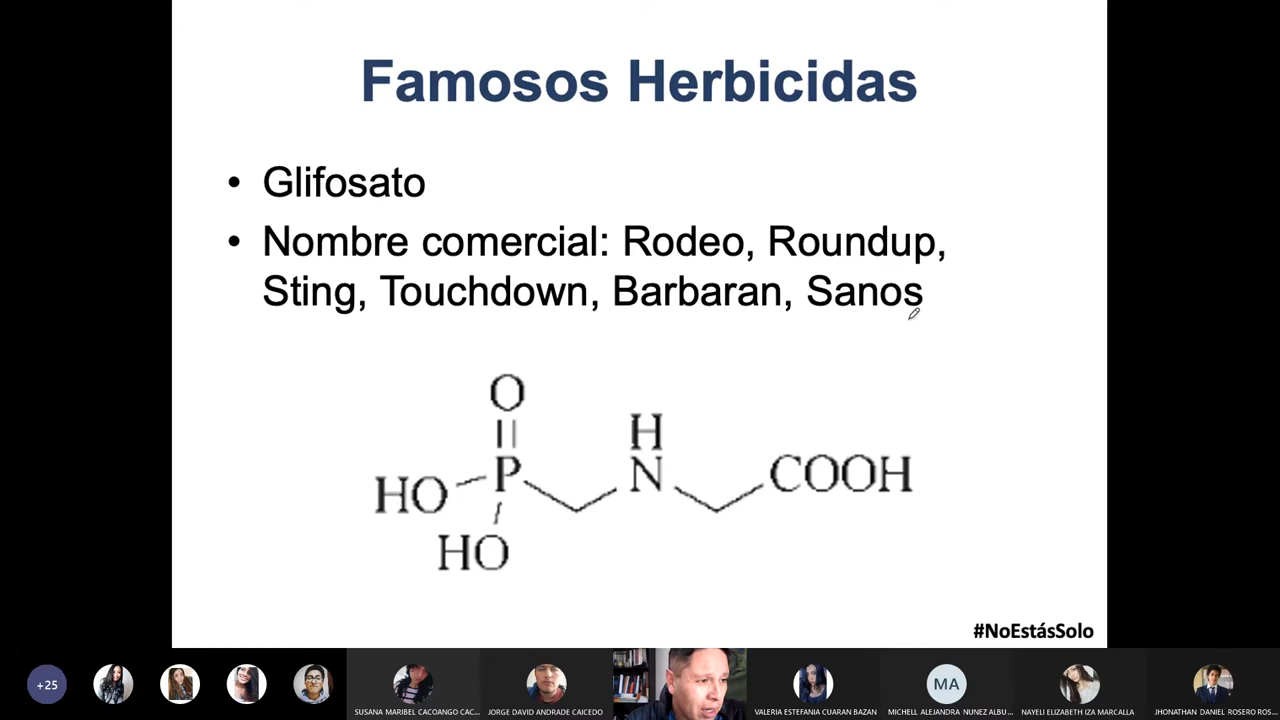 Famosos Herbicidas
• Glifosato
• Nombre comercial: Rodeo, Roundup,
Sting, Touchdown, Barbaran, Sanos
O
H
HO P N COOH
HO
#NoEstásSolo
+25
SUSANA MARIBEL CACOANGO CAC...
JORGE DAVID ANDRADE CAICEDO
VALERIA ESTEFANIA CUARAN BAZAN
MA
MICHELL ALEJANDRA NUNEZ ALBU...
NAYELI ELIZABETH IZA MARCALLA
JHONATHAN DANIEL ROSERO ROS...